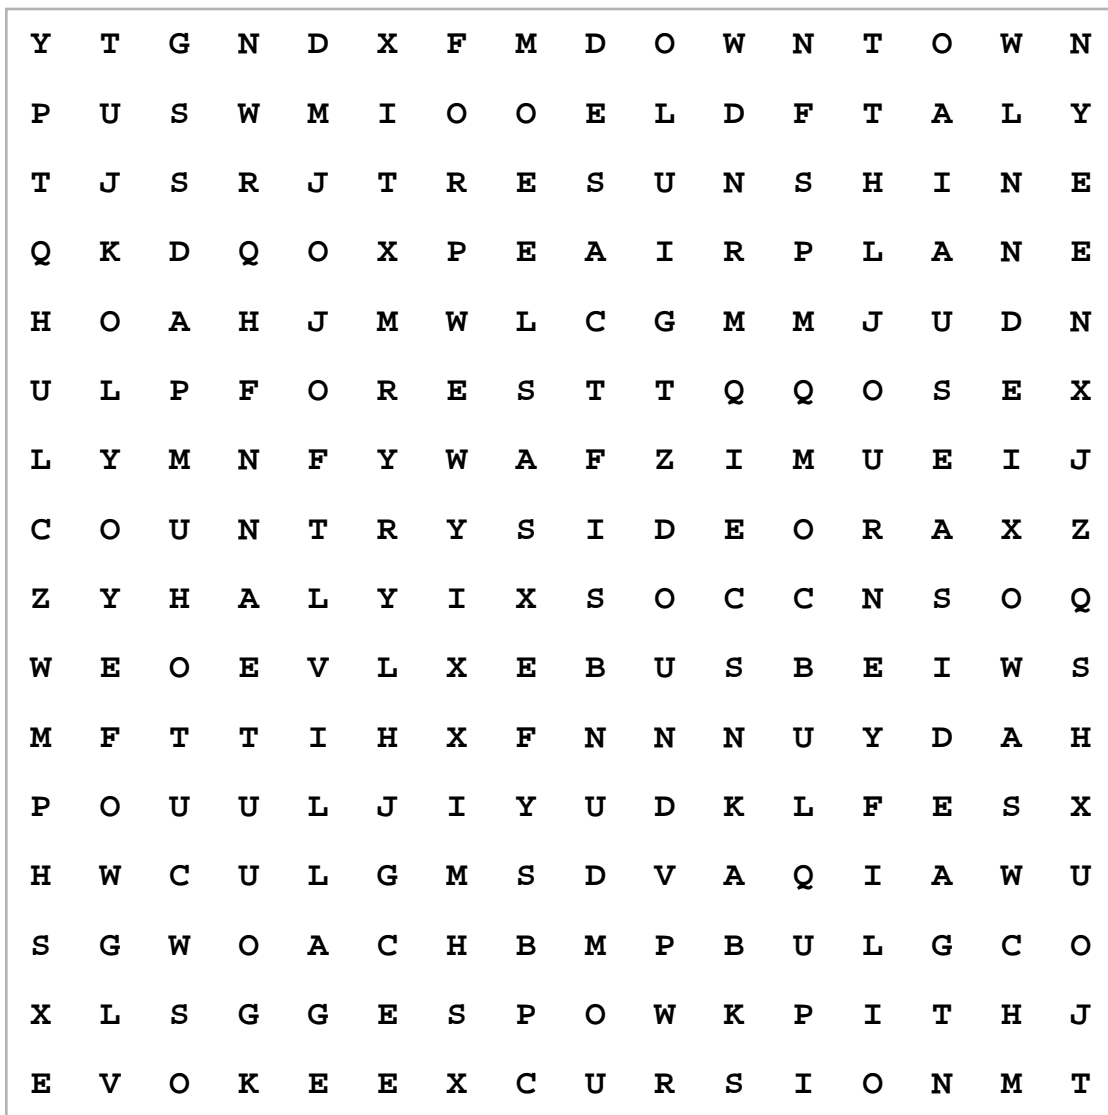 Y T G N D X F M D O W N T O W N
P U S W M I O O E L D F T A L Y
T J S R J T R E S U N S H I N E
Q K D Q O X P E A I R P L A N E
H O A H J M W L C G M M J U D N
U L P F O R E S T T Q Q O S E X
L Y M N F Y W A F Z I M U E I J
C O U N T R Y S I D E O R A X Z
Z Y H A L Y I X S O C C N S O Q
W E O E V L X E B U S B E I W S
M F T T I H X F N N N U Y D A H
P O U U L J I Y U D K L F E S X
H W C U L G M S D V A Q I A W U
S G W O A C H B M P B U L G C O
X L S G G E S P O W K P I T H J
E V O K E E X C U R S I O N M T